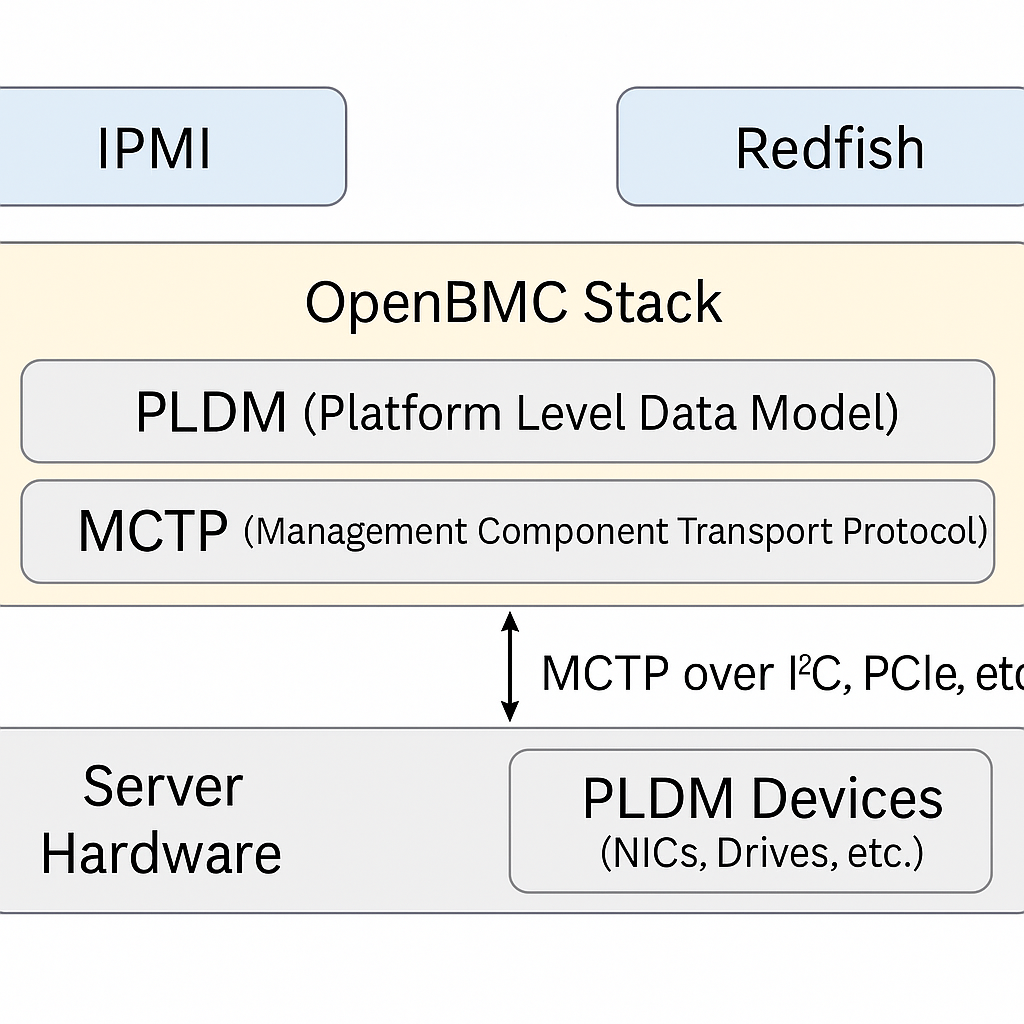 IPMI
Redfish
OpenBMC Stack
PLDM (Platform Level Data Model)
MCTP (Management Component Transport Protocol)
MCTP over I²C, PCIe, etc
Server
Hardware
PLDM Devices
(NICs, Drives, etc.)